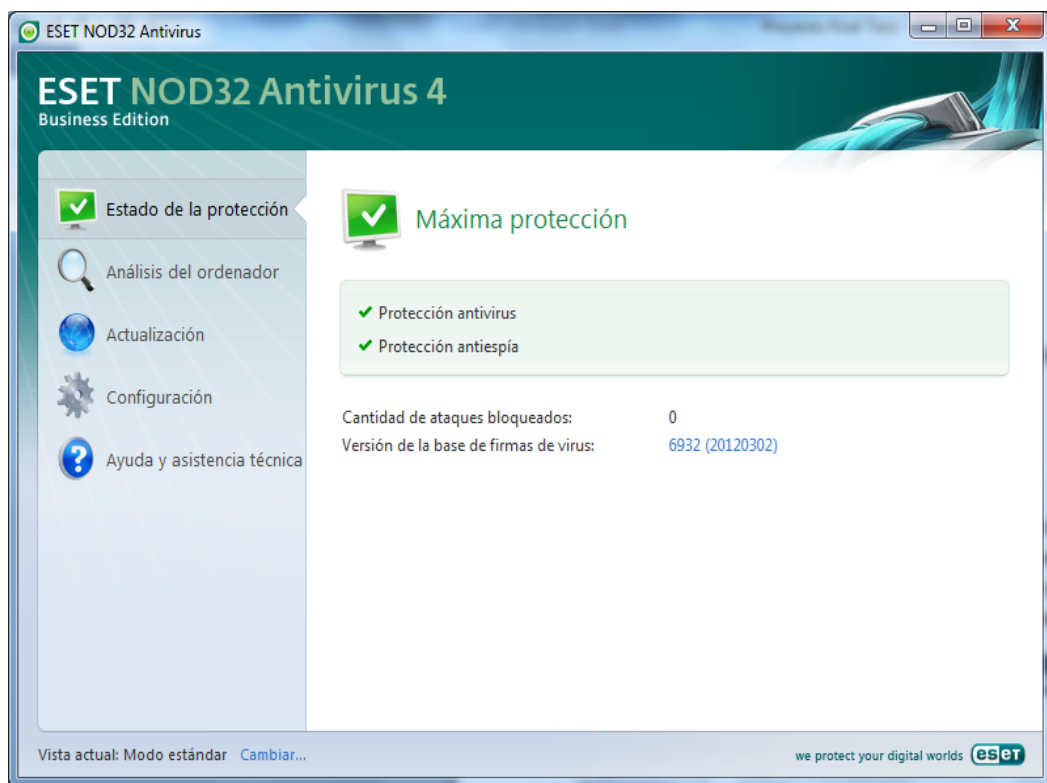 ESET NOD32 Antivirus
ESET NOD32 Antivirus 4
Business Edition
Estado de la protección
Análisis del ordenador
Actualización
Configuración
Ayuda y asistencia técnica
Máxima protección
Protección antivirus
Protección antiespía
Cantidad de ataques bloqueados: 0
Versión de la base de firmas de virus: 6932 (20120302)
Vista actual: Modo estándar Cambiar...
we protect your digital worlds eseT